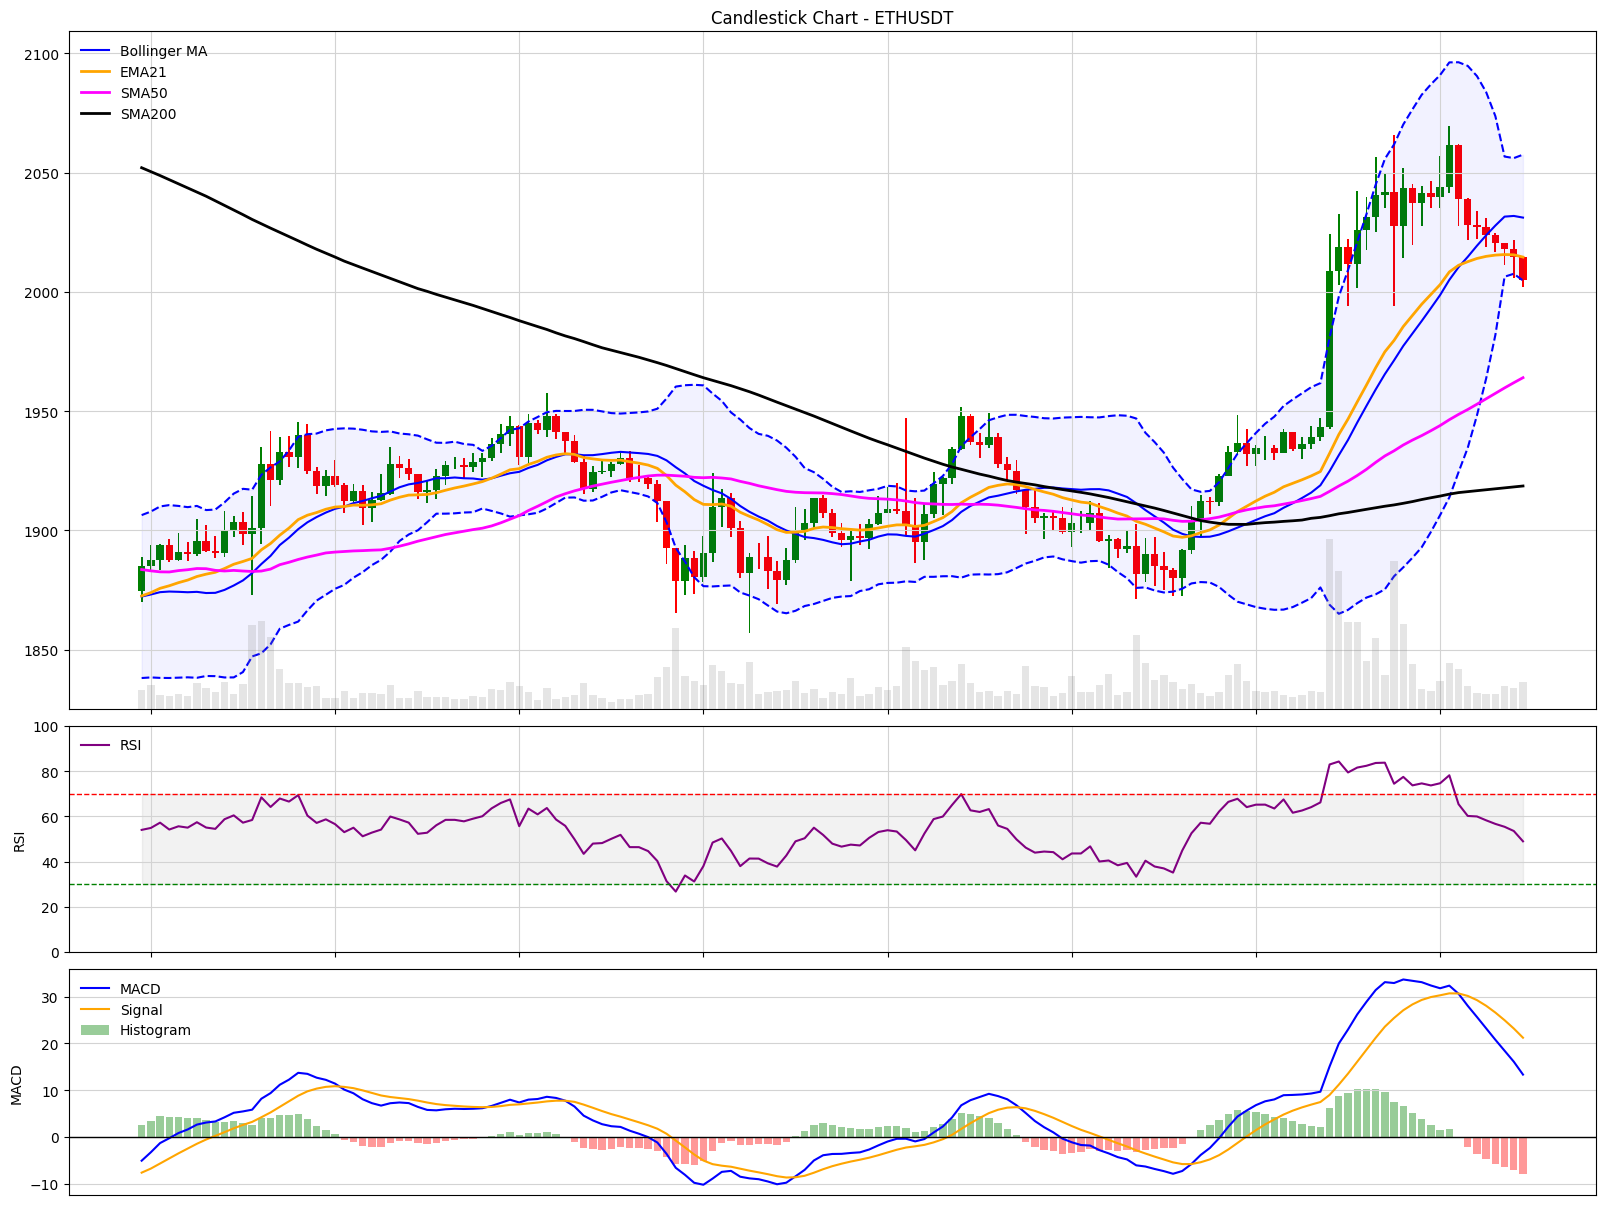 Candlestick Chart - ETHUSDT
Bollinger MA
EMA21
SMA50
SMA200
2100
2050
2000
1950
1900
1850
RSI
100
80
60
40
20
0
RSI
MACD
Signal
Histogram
30
20
10
0
−10
MACD